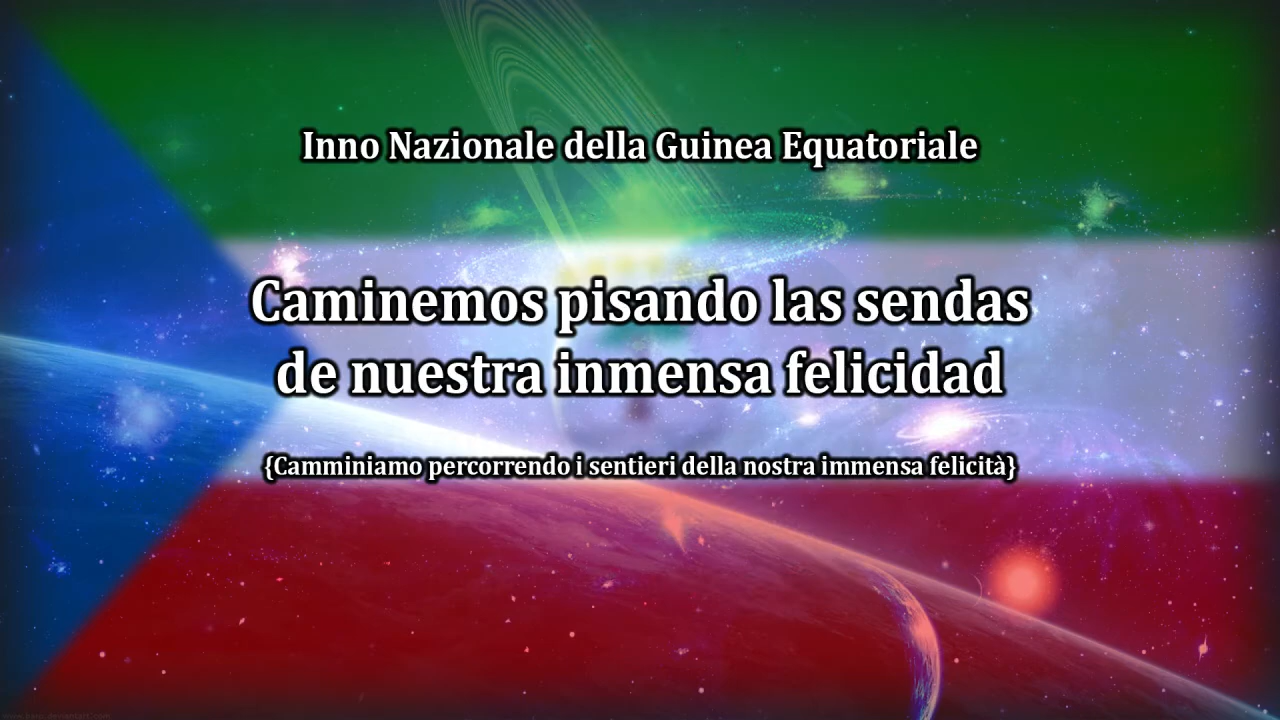 Inno Nazionale della Guinea Equatoriale
Caminemos pisando las sendas
de nuestra inmensa felicidad
{Camminiamo percorrendo i sentieri della nostra immensa felicità}